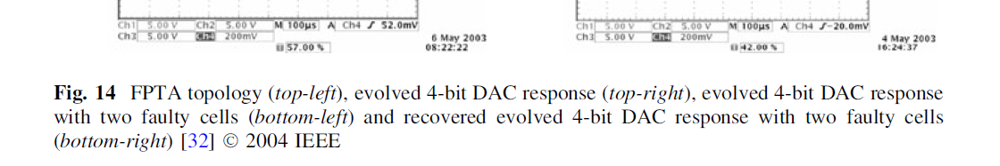 Ch1 5.00 V Ch2 5.00 V M 100µs A Ch4 ƒ 52.0mV
Ch3 5.00 V Ch4 200mV
6 May 2003
57.00 % 08:22:22
Ch1 5.00 V Ch2 5.00 V M 100µs A Ch4 ƒ -20.0mV
Ch3 5.00 V Ch4 200mV
4 May 2003
42.00 % 16:24:37
Fig. 14 FPTA topology (top-left), evolved 4-bit DAC response (top-right), evolved 4-bit DAC response
with two faulty cells (bottom-left) and recovered evolved 4-bit DAC response with two faulty cells
(bottom-right) [32] © 2004 IEEE